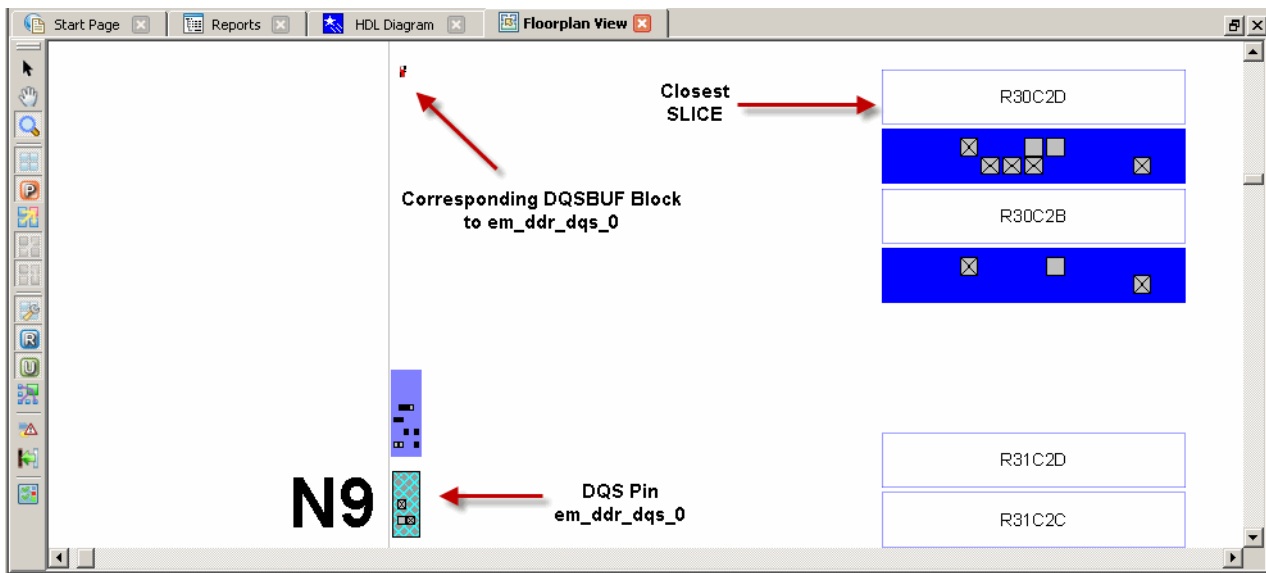 Start Page
Reports
HDL Diagram
Floorplan View
Closest
SLICE
R30C2D
P
Corresponding DQSBUF Block
to em_ddr_dqs_0
R30C2B
R
U
R31C2D
N9
DQS Pin
em_ddr_dqs_0
R31C2C